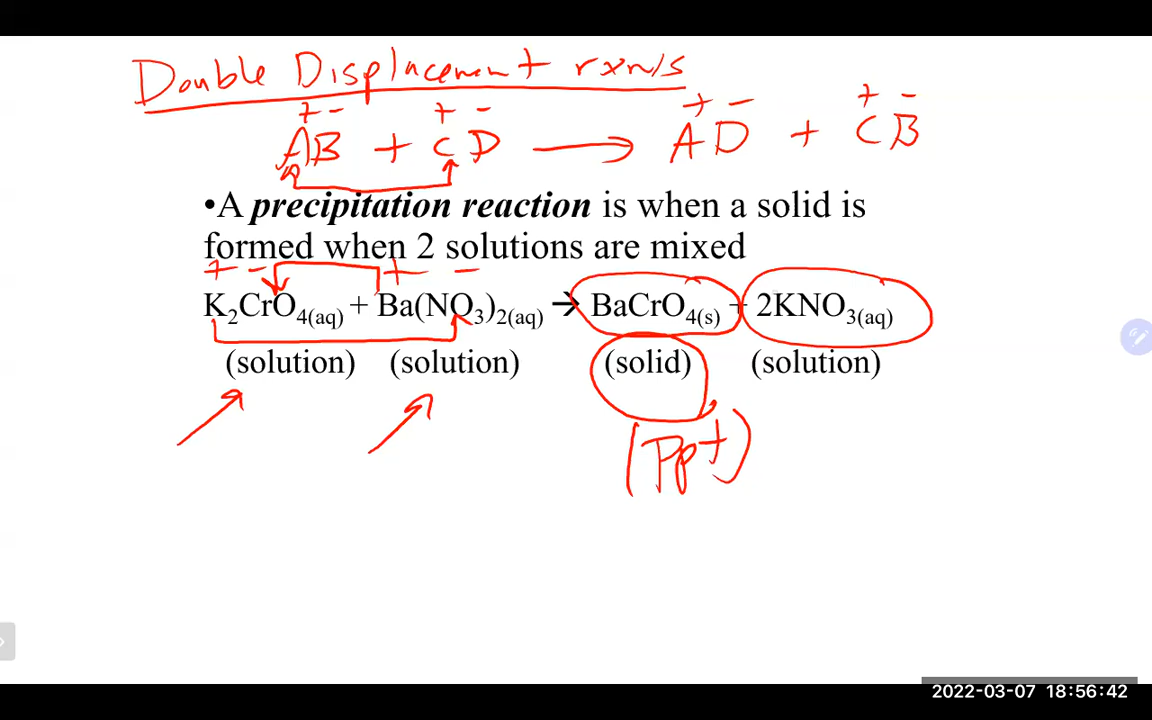 Double Displacement rxn/s
+ - + - + - + -
AB + CD → AD + CB
•A precipitation reaction is when a solid is
formed when 2 solutions are mixed
+ - + -
K₂CrO₄(aq) + Ba(NO₃)₂(aq) → BaCrO₄(s) + 2KNO₃(aq)
(solution) (solution) (solid) (solution)
(Ppt)
2022-03-07 18:56:42